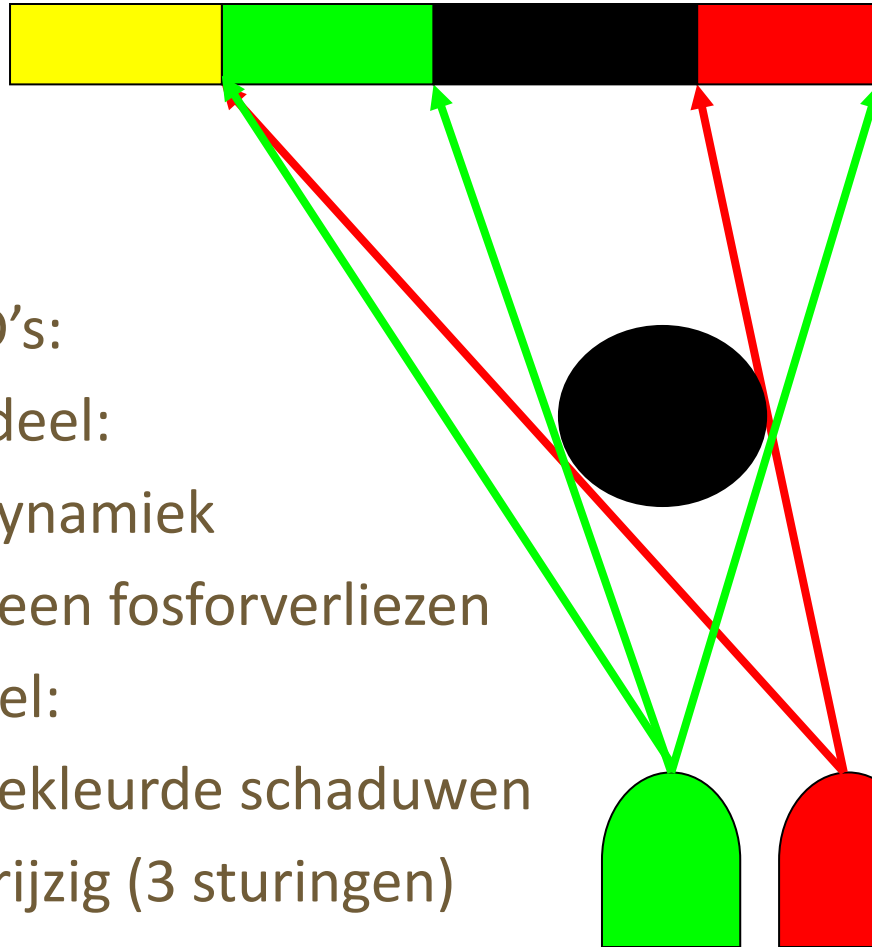 D's:
deel:
ynamiek
een fosforverliezen
el:
ekleurde schaduwen
rijzig (3 sturingen)